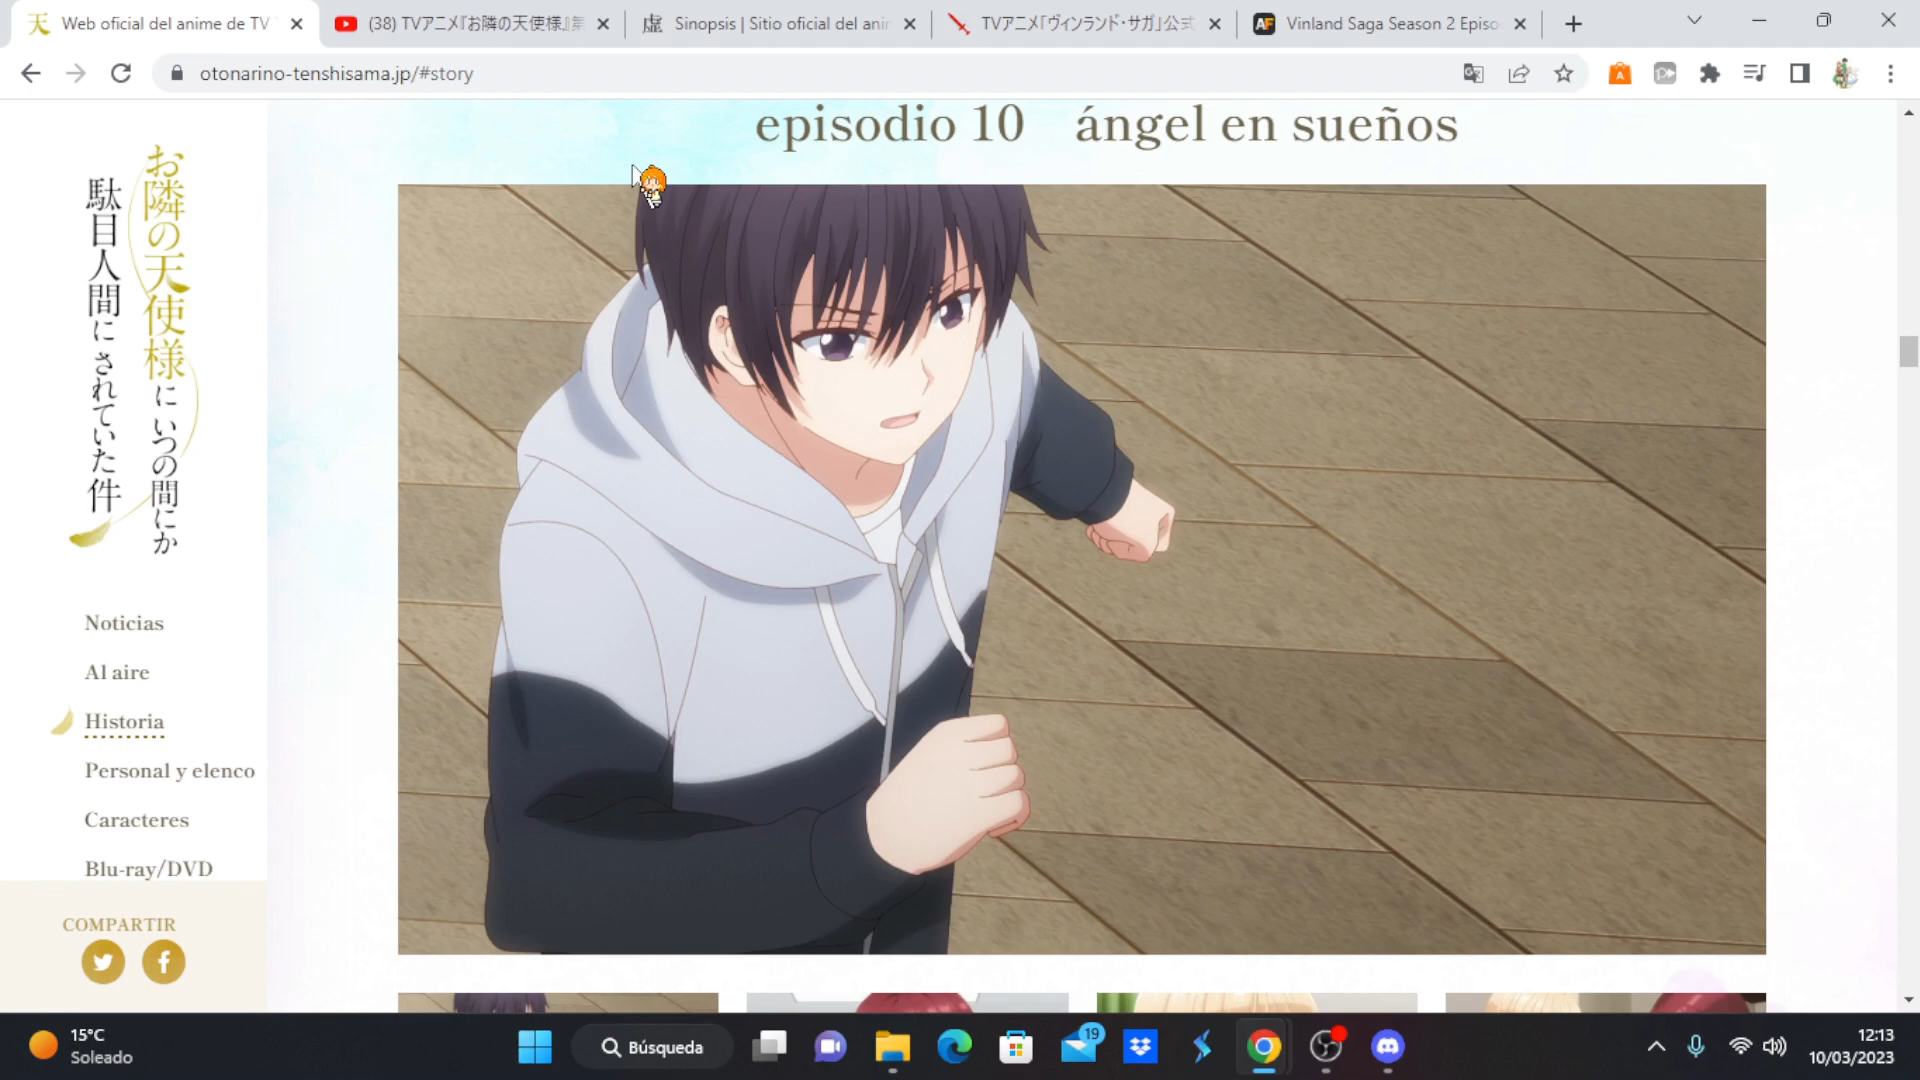 Web oficial del anime de TV
(38) TVアニメ『お隣の天使様』第
Sinopsis | Sitio oficial del anim
TVアニメ「ヴィンランド・サガ」公式
Vinland Saga Season 2 Episo
otonarino-tenshisama.jp/#story
お隣の天使様にいつの間にか
駄目人間にされていた件
Noticias
Al aire
Historia
Personal y elenco
Caracteres
Blu-ray/DVD
COMPARTIR
episodio 10 ángel en sueños
15°C
Soleado
Búsqueda
19
12:13
10/03/2023